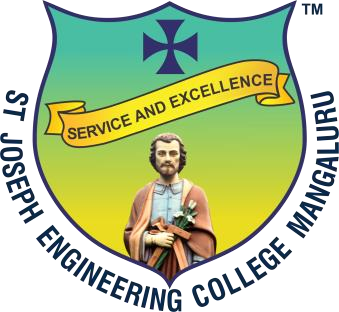 TM
SERVICE AND EXCELLENCE
ST JOSEPH ENGINEERING COLLEGE MANGALURU